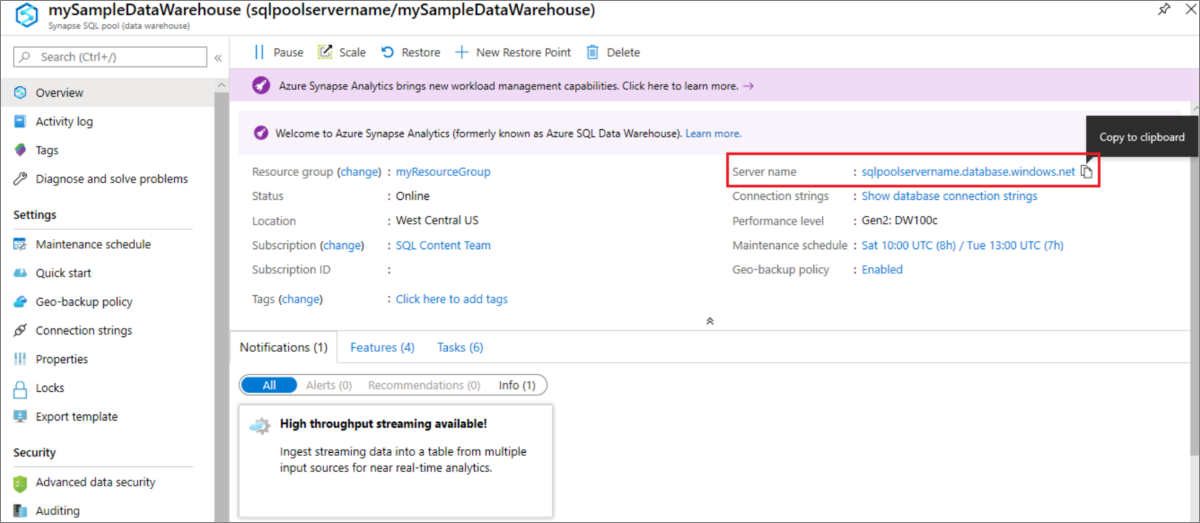 mySampleDataWarehouse (sqlpoolservername/mySampleDataWarehouse)
Synapse SQL pool (data warehouse)
Search (Ctrl+/)
«
Overview
Activity log
Tags
Diagnose and solve problems
Settings
Maintenance schedule
Quick start
Geo-backup policy
Connection strings
Properties
Locks
Export template
Security
Advanced data security
Auditing
Pause Scale Restore New Restore Point Delete
Azure Synapse Analytics brings new workload management capabilities. Click here to learn more. →
Welcome to Azure Synapse Analytics (formerly known as Azure SQL Data Warehouse). Learn more.
Copy to clipboard
Resource group (change) : myResourceGroup
Status : Online
Location : West Central US
Subscription (change) : SQL Content Team
Subscription ID :
Tags (change) : Click here to add tags
Server name : sqlpoolservername.database.windows.net
Connection strings : Show database connection strings
Performance level : Gen2: DW100c
Maintenance schedule : Sat 10:00 UTC (8h) / Tue 13:00 UTC (7h)
Geo-backup policy : Enabled
Notifications (1) Features (4) Tasks (6)
All Alerts (0) Recommendations (0) Info (1)
High throughput streaming available!
Ingest streaming data into a table from multiple
input sources for near real-time analytics.